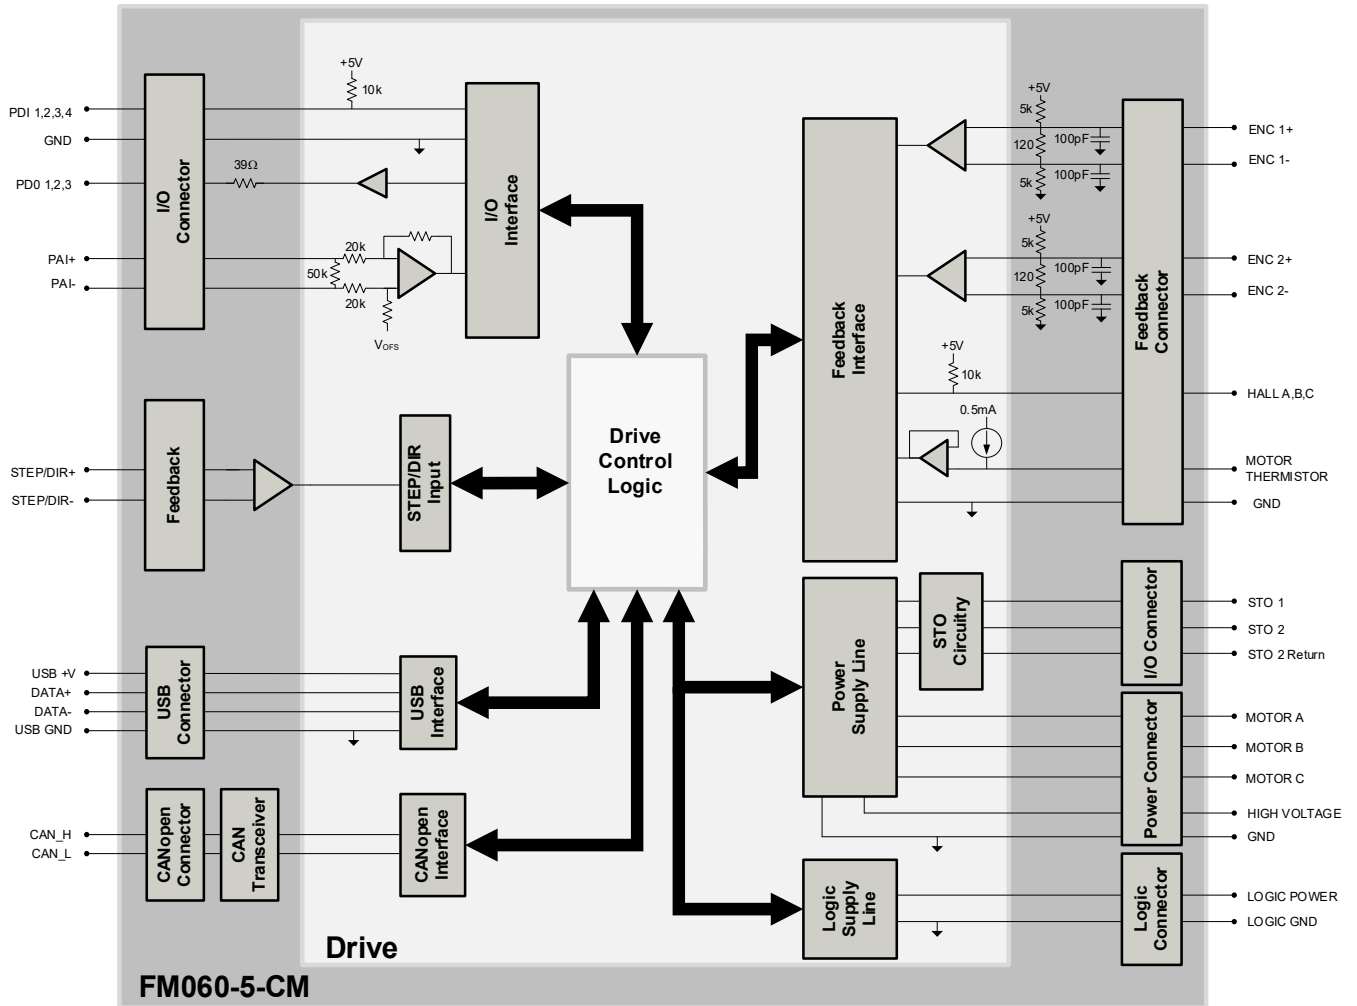 PDI 1,2,3,4
GND
PD0 1,2,3
PAI+
PAI-
I/O
Connector
+5V
10k
39Ω
20k
50k
20k
VOFS
I/O
Interface
STEP/DIR+
STEP/DIR-
Feedback
STEP/DIR
Input
Drive
Control
Logic
USB +V
DATA+
DATA-
USB GND
USB
Connector
USB
Interface
CAN_H
CAN_L
CANopen
Connector
CAN
Transceiver
CANopen
Interface
Feedback
Interface
+5V
5k
120
5k
100pF
100pF
+5V
5k
120
5k
100pF
100pF
+5V
10k
0.5mA
Feedback
Connector
ENC 1+
ENC 1-
ENC 2+
ENC 2-
HALL A,B,C
MOTOR
THERMISTOR
GND
Power
Supply Line
STO
Circuitry
I/O Connector
STO 1
STO 2
STO 2 Return
Power Connector
MOTOR A
MOTOR B
MOTOR C
HIGH VOLTAGE
GND
Logic
Supply
Line
Logic
Connector
LOGIC POWER
LOGIC GND
Drive
FM060-5-CM